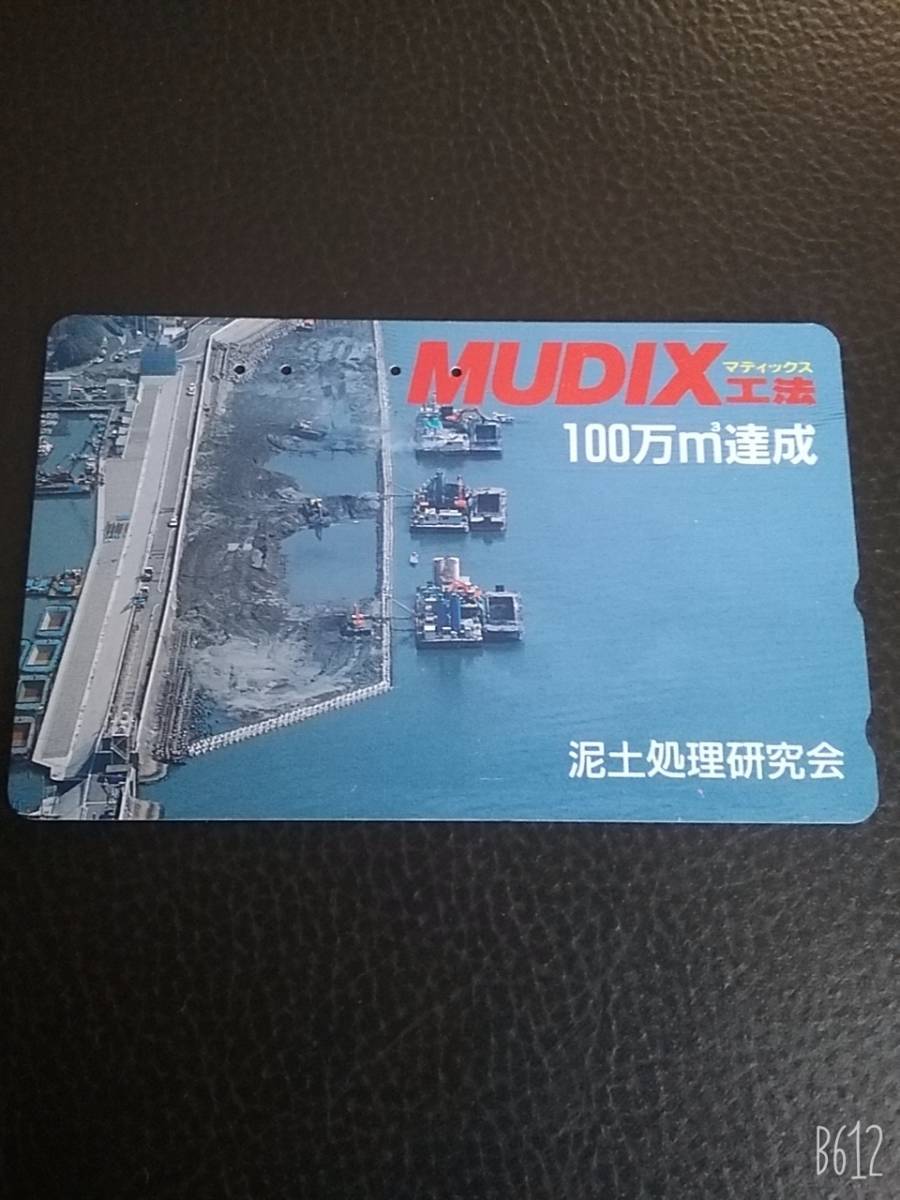 MUDIX マティックス
工法
100万m³達成
泥土処理研究会
B612